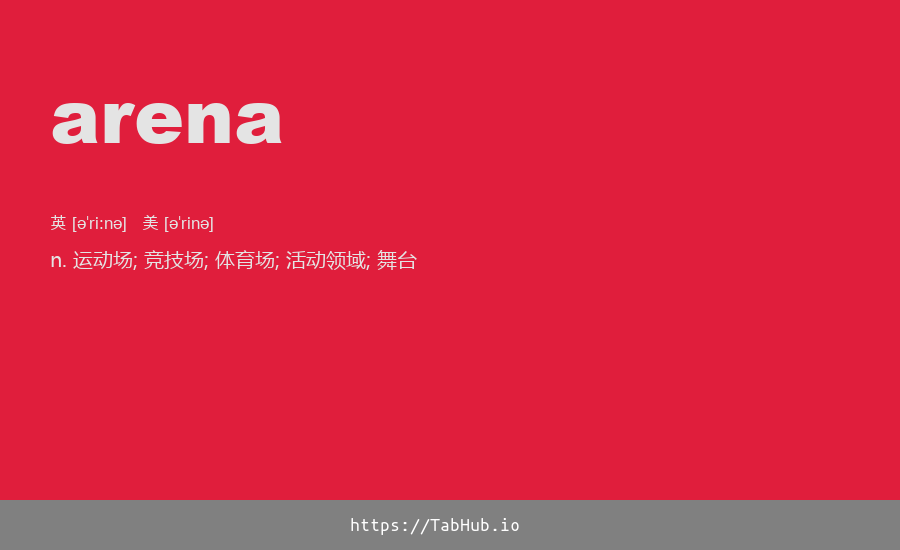 arena
英 [ə'ri:nə] 美 [ə'rinə]
n. 运动场; 竞技场; 体育场; 活动领域; 舞台
https://TabHub.io